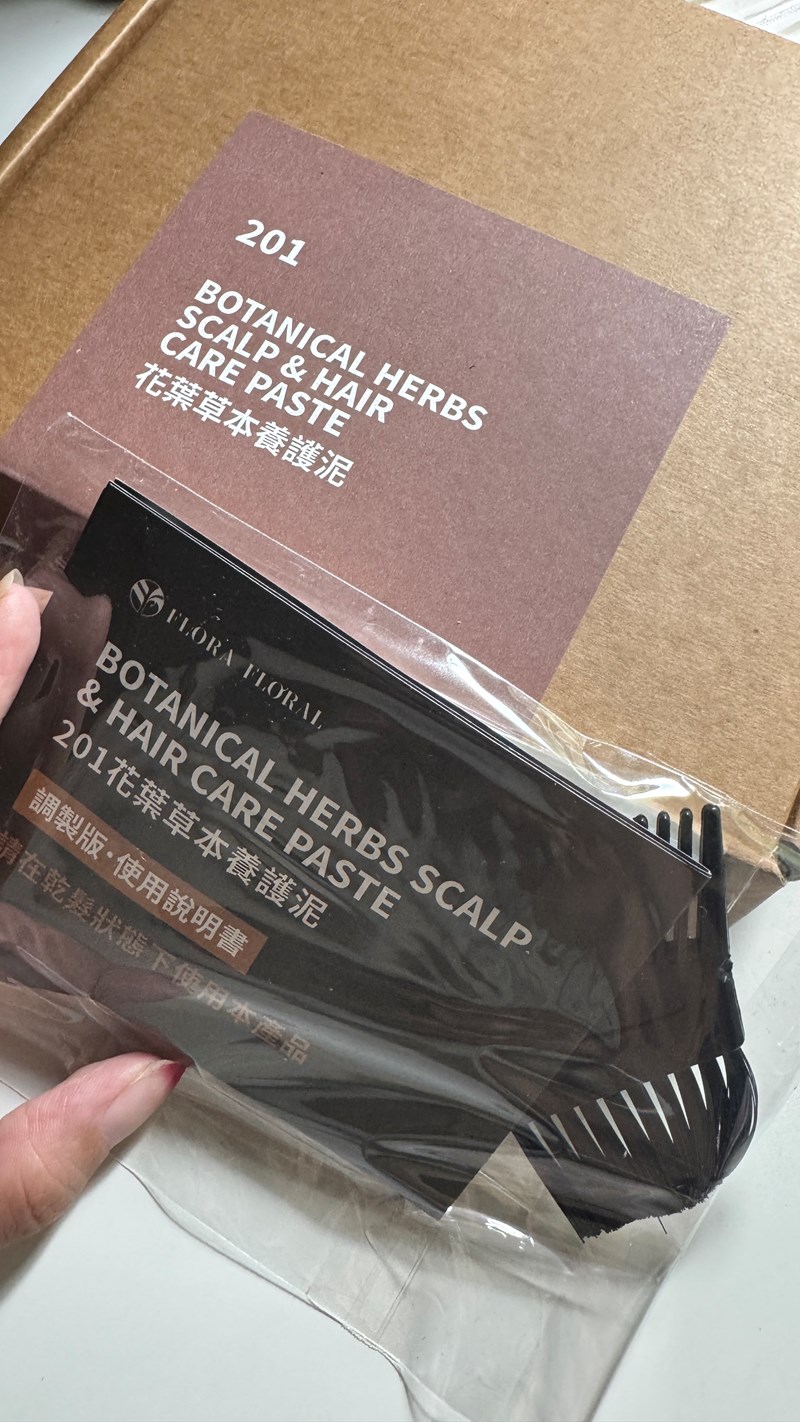 201
BOTANICAL HERBS
SCALP & HAIR
CARE PASTE
花葉草本養護泥
FLORA FLORAL
BOTANICAL HERBS SCALP
& HAIR CARE PASTE
201花葉草本養護泥
調製版·使用說明書
請在乾髮狀態下使用本產品